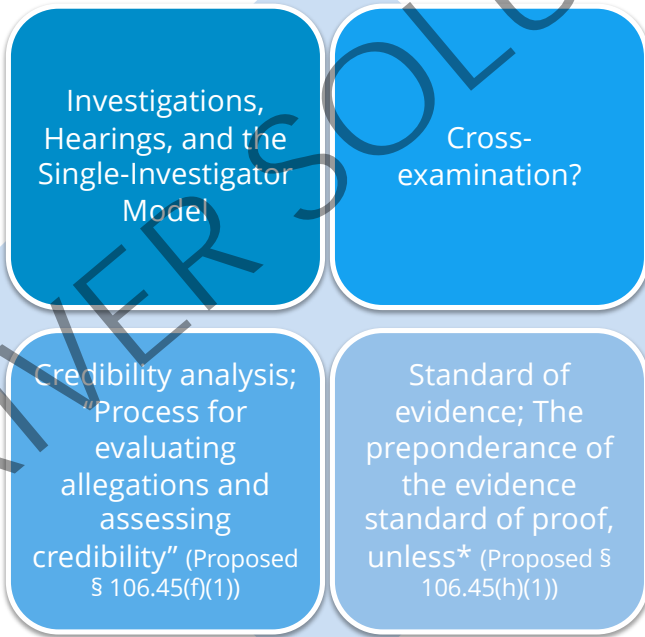 Investigations,
Hearings, and the
Single-Investigator
Model
Cross-
examination?
Credibility analysis;
“Process for
evaluating
allegations and
assessing
credibility” (Proposed
§ 106.45(f)(1))
Standard of
evidence; The
preponderance of
the evidence
standard of proof,
unless* (Proposed §
106.45(h)(1))